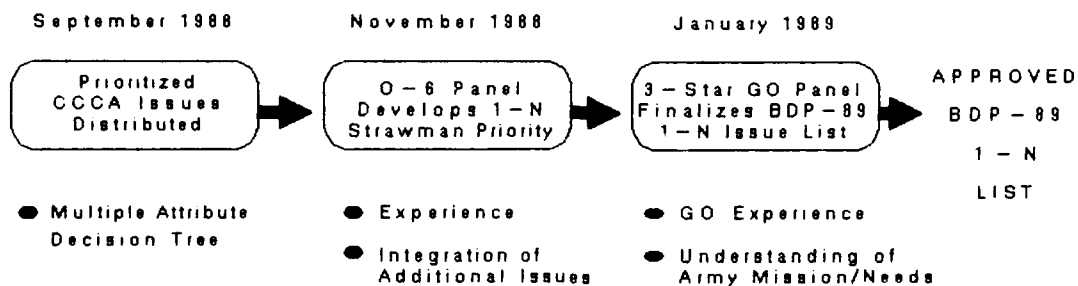 September 1988
November 1988
January 1989
Prioritized
CCCA Issues
Distributed
O-6 Panel
Develops 1-N
Strawman Priority
3-Star GO Panel
Finalizes BDP-89
1-N Issue List
APPROVED
BDP-89
1-N
LIST
Multiple Attribute
Decision Tree
Experience
Integration of
Additional Issues
GO Experience
Understanding of
Army Mission/Needs